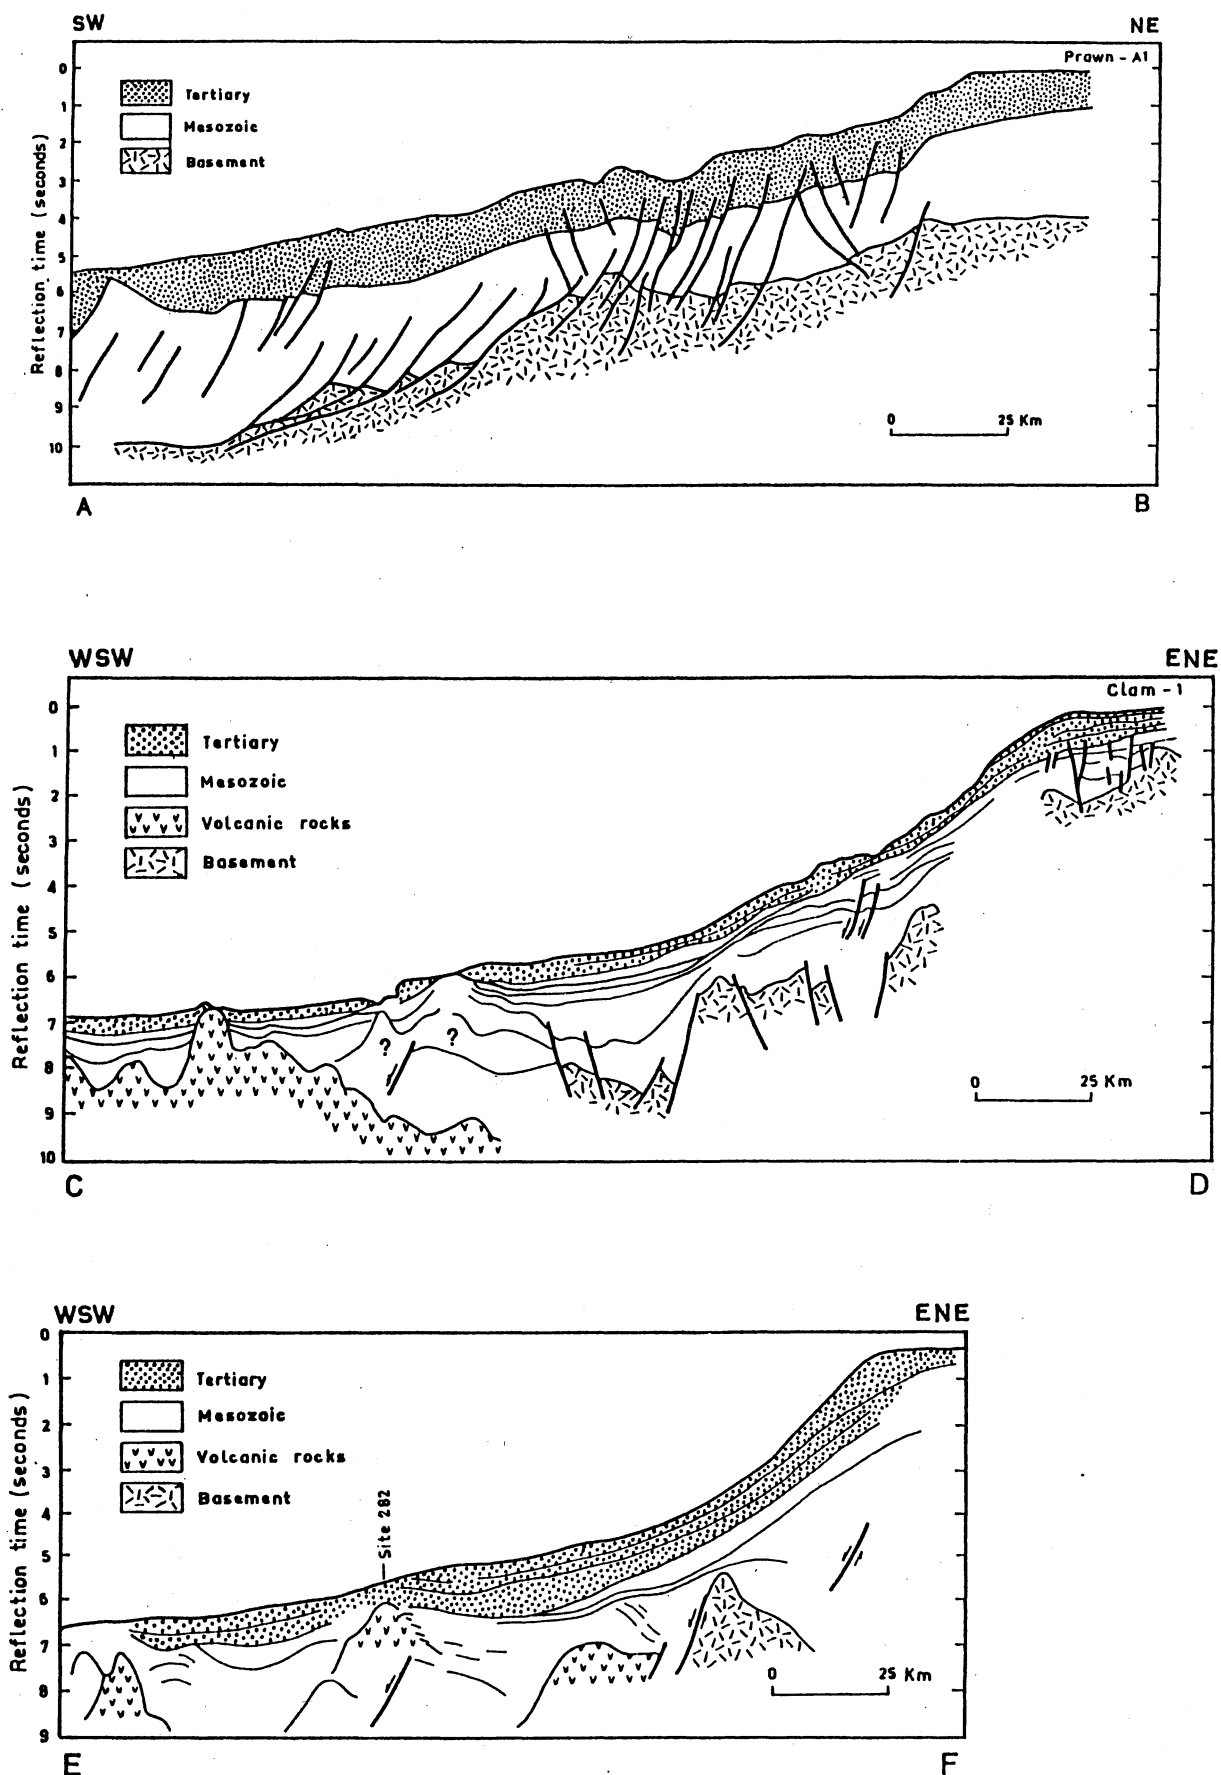 SW NE
Prawn - A1
Tertiary
Mesozoic
Basement
Reflection time (seconds)
0
1
2
3
4
5
6
7
8
9
10
0 25 Km
A B
WSW ENE
Clam - 1
Tertiary
Mesozoic
Volcanic rocks
Basement
Reflection time (seconds)
0
1
2
3
4
5
6
7
8
9
10
? ?
0 25 Km
C D
WSW ENE
Tertiary
Mesozoic
Volcanic rocks
Basement
Site 282
Reflection time (seconds)
0
1
2
3
4
5
6
7
8
9
0 25 Km
E F